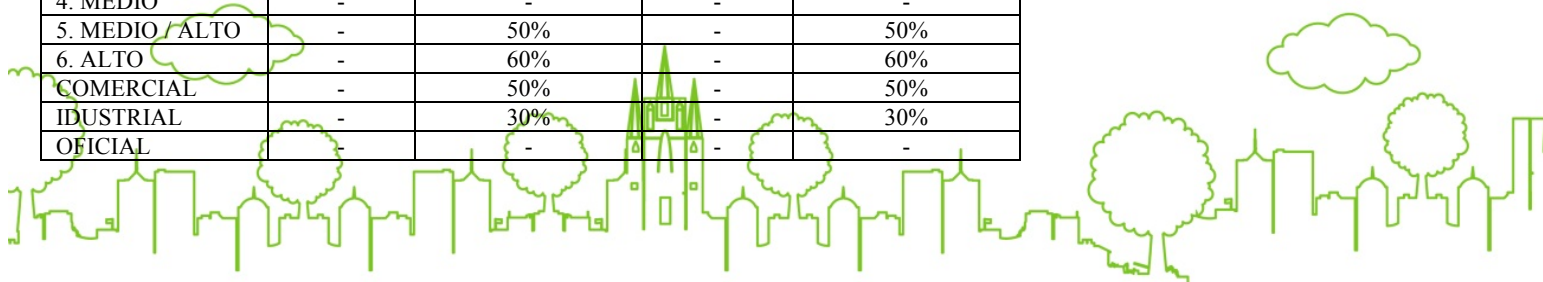 4. MEDIO - - - -
5. MEDIO / ALTO - 50% - 50%
6. ALTO - 60% - 60%
COMERCIAL - 50% - 50%
IDUSTRIAL - 30% - 30%
OFICIAL - - - -